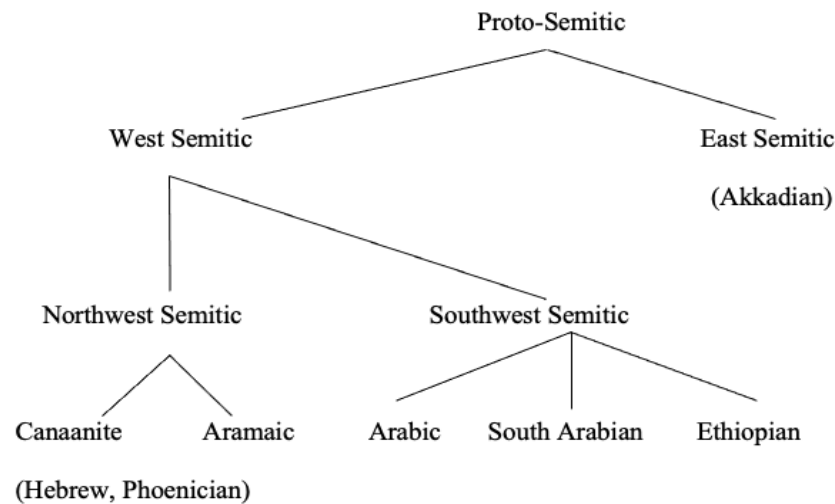 Proto-Semitic
West Semitic East Semitic
(Akkadian)
Northwest Semitic Southwest Semitic
Canaanite Aramaic Arabic South Arabian Ethiopian
(Hebrew, Phoenician)